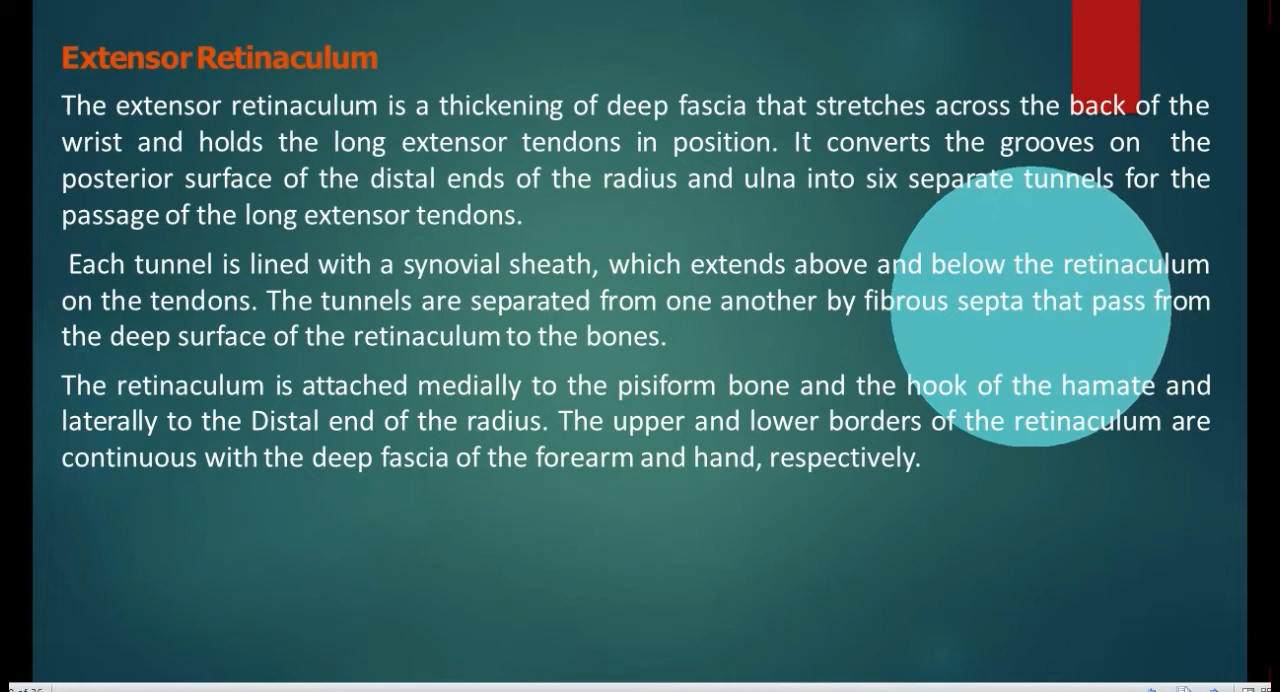 Extensor Retinaculum
The extensor retinaculum is a thickening of deep fascia that stretches across the back of the
wrist and holds the long extensor tendons in position. It converts the grooves on the
posterior surface of the distal ends of the radius and ulna into six separate tunnels for the
passage of the long extensor tendons.
Each tunnel is lined with a synovial sheath, which extends above and below the retinaculum
on the tendons. The tunnels are separated from one another by fibrous septa that pass from
the deep surface of the retinaculum to the bones.
The retinaculum is attached medially to the pisiform bone and the hook of the hamate and
laterally to the Distal end of the radius. The upper and lower borders of the retinaculum are
continuous with the deep fascia of the forearm and hand, respectively.